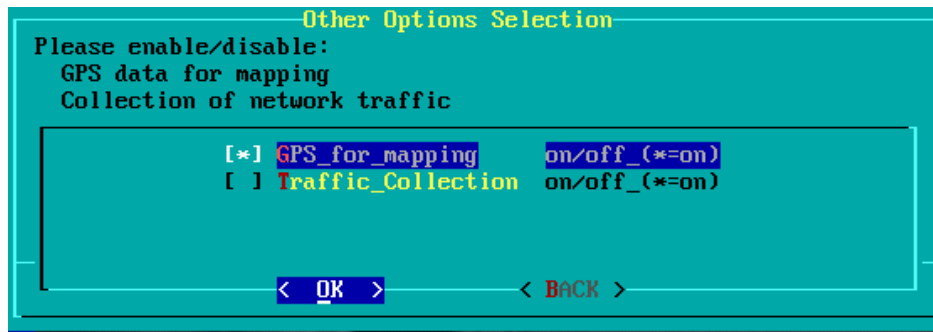 Other Options Selection
Please enable/disable:
GPS data for mapping
Collection of network traffic
[*] GPS_for_mapping on/off_(*=on)
[ ] Traffic_Collection on/off_(*=on)
< OK > < BACK >